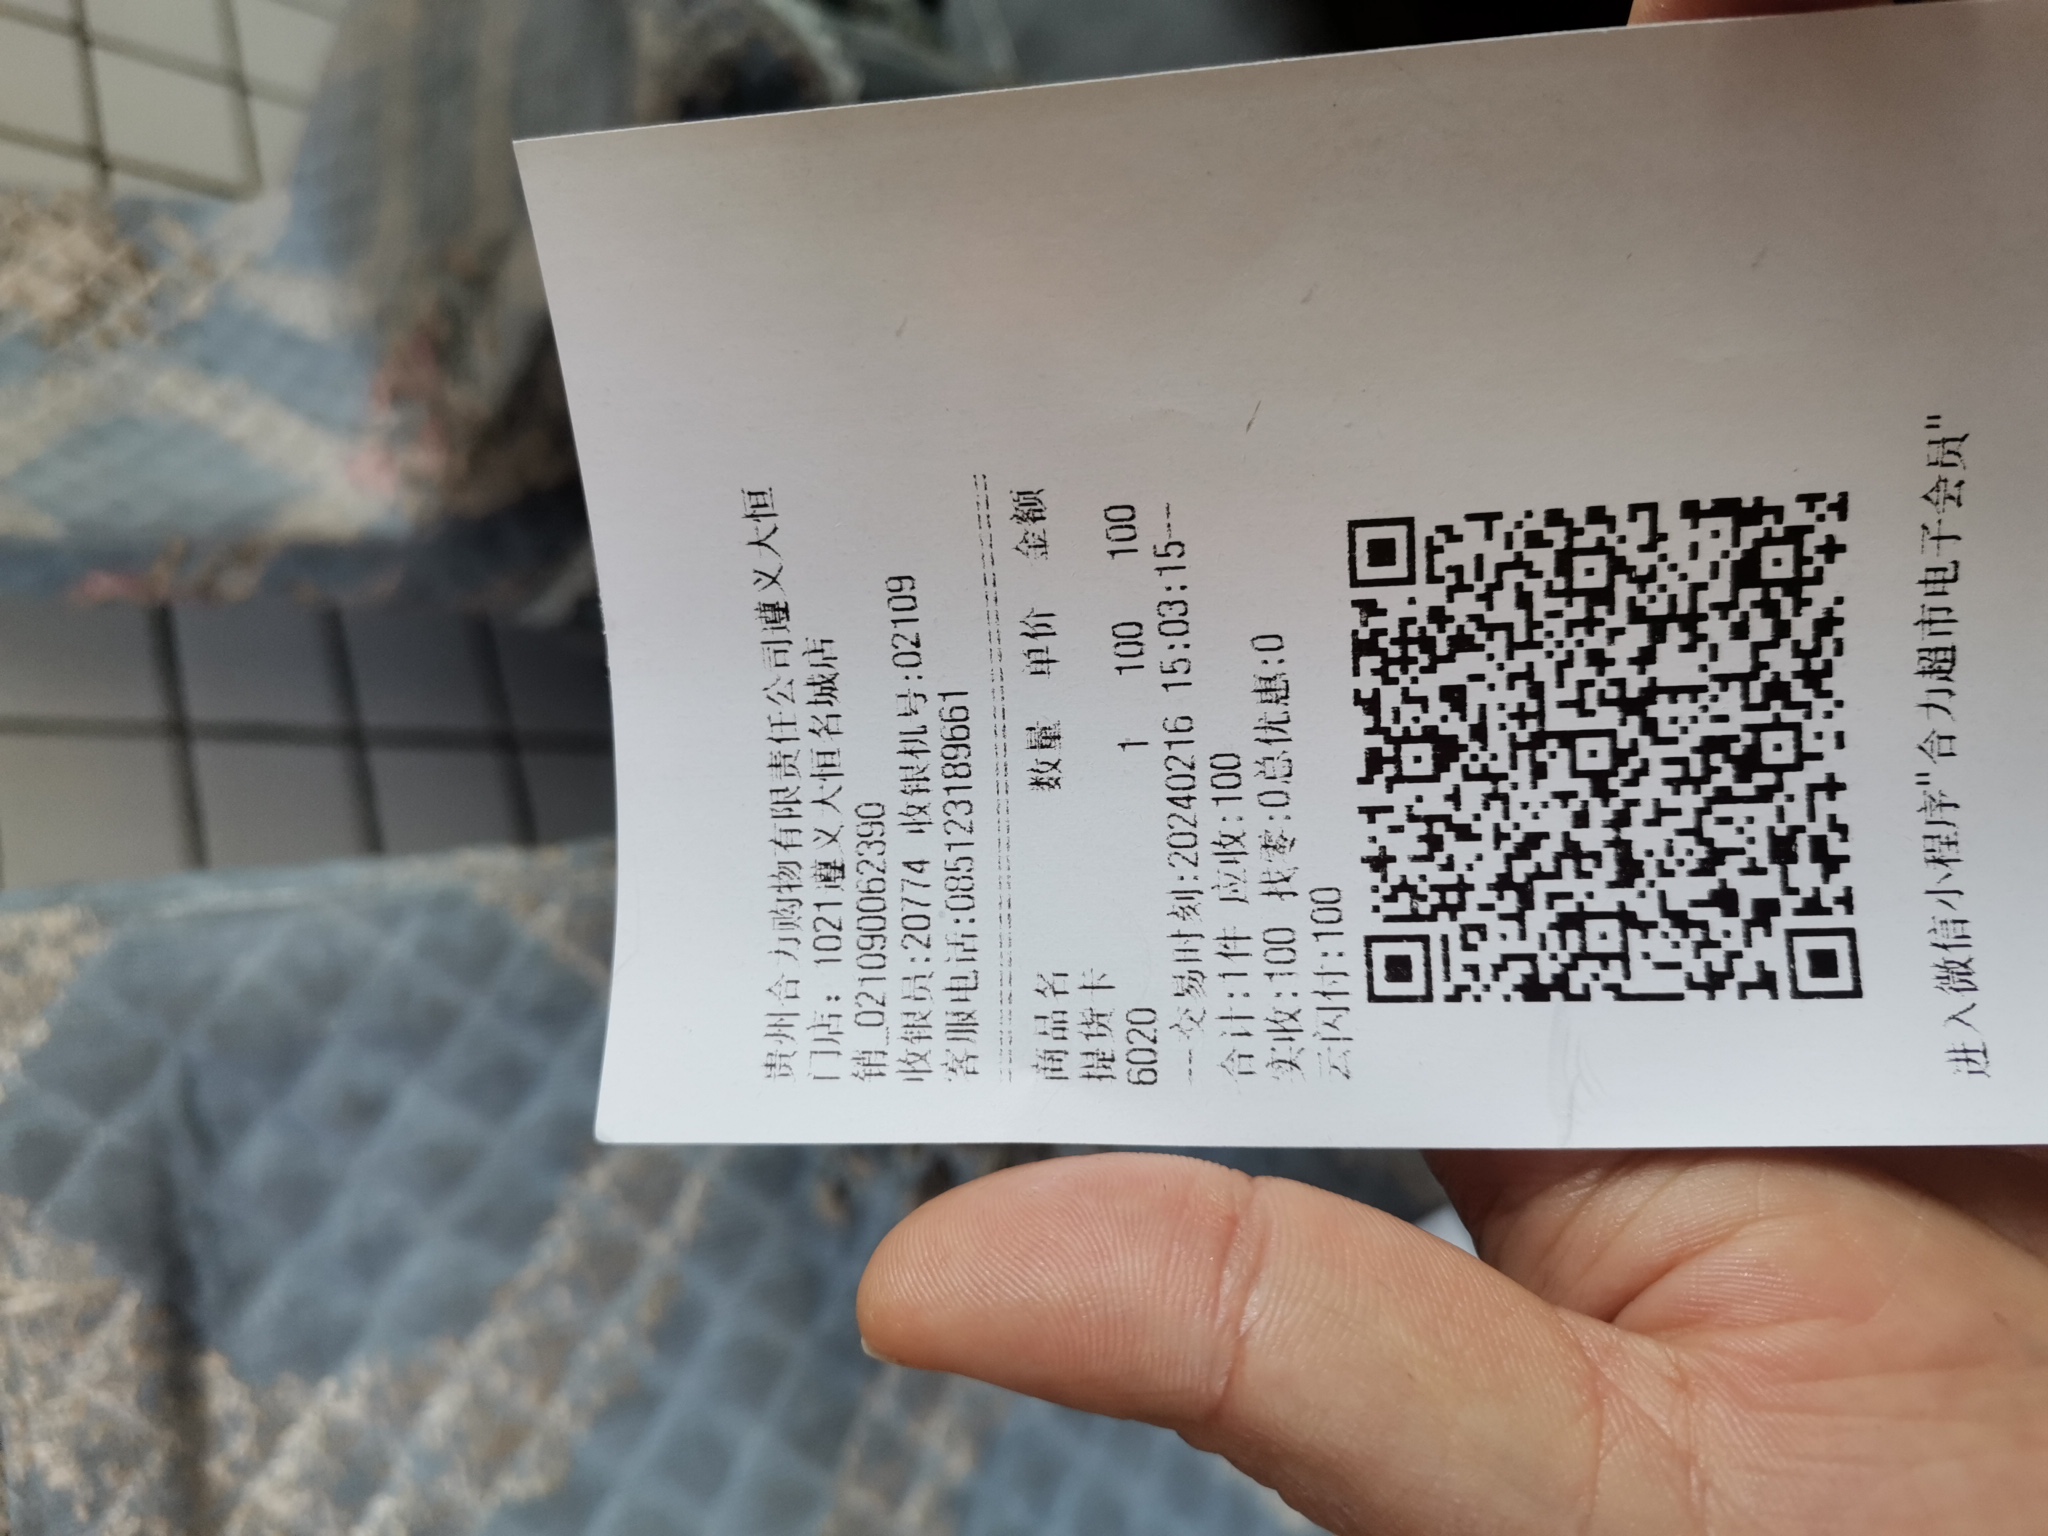 贵州合力购物有限责任公司遵义大恒
门店: 1021遵义大恒名城店
销_021090062390
收银员:20774 收银机号:02109
客服电话:085123189661
商品名 数量 单价 金额
提货卡
6020 1 100 100
---交易时刻:20240216 15:03:15--
合计:1件 应收:100
实收:100 找零:0总优惠:0
云闪付:100
进入微信小程序"合力超市电子会员"